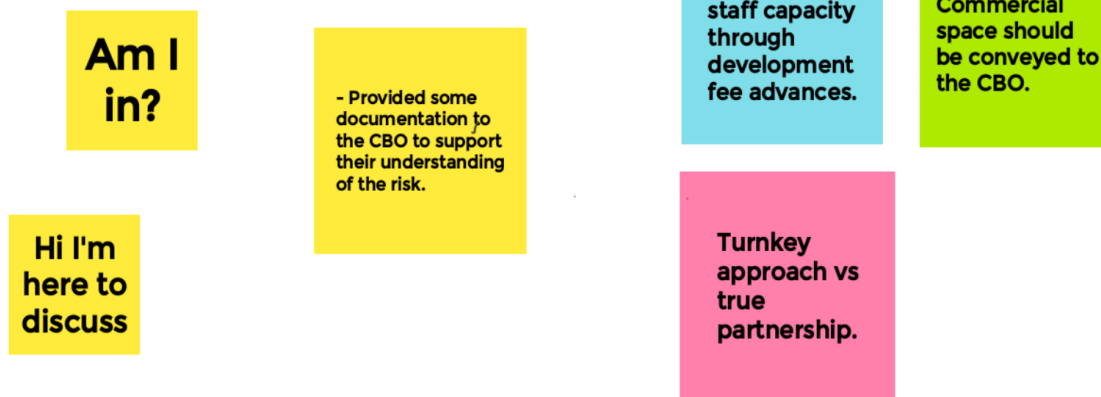 Am I
in?
- Provided some
documentation to
the CBO to support
their understanding
of the risk.
staff capacity
through
development
fee advances.
Commercial
space should
be conveyed to
the CBO.
Hi I'm
here to
discuss
Turnkey
approach vs
true
partnership.